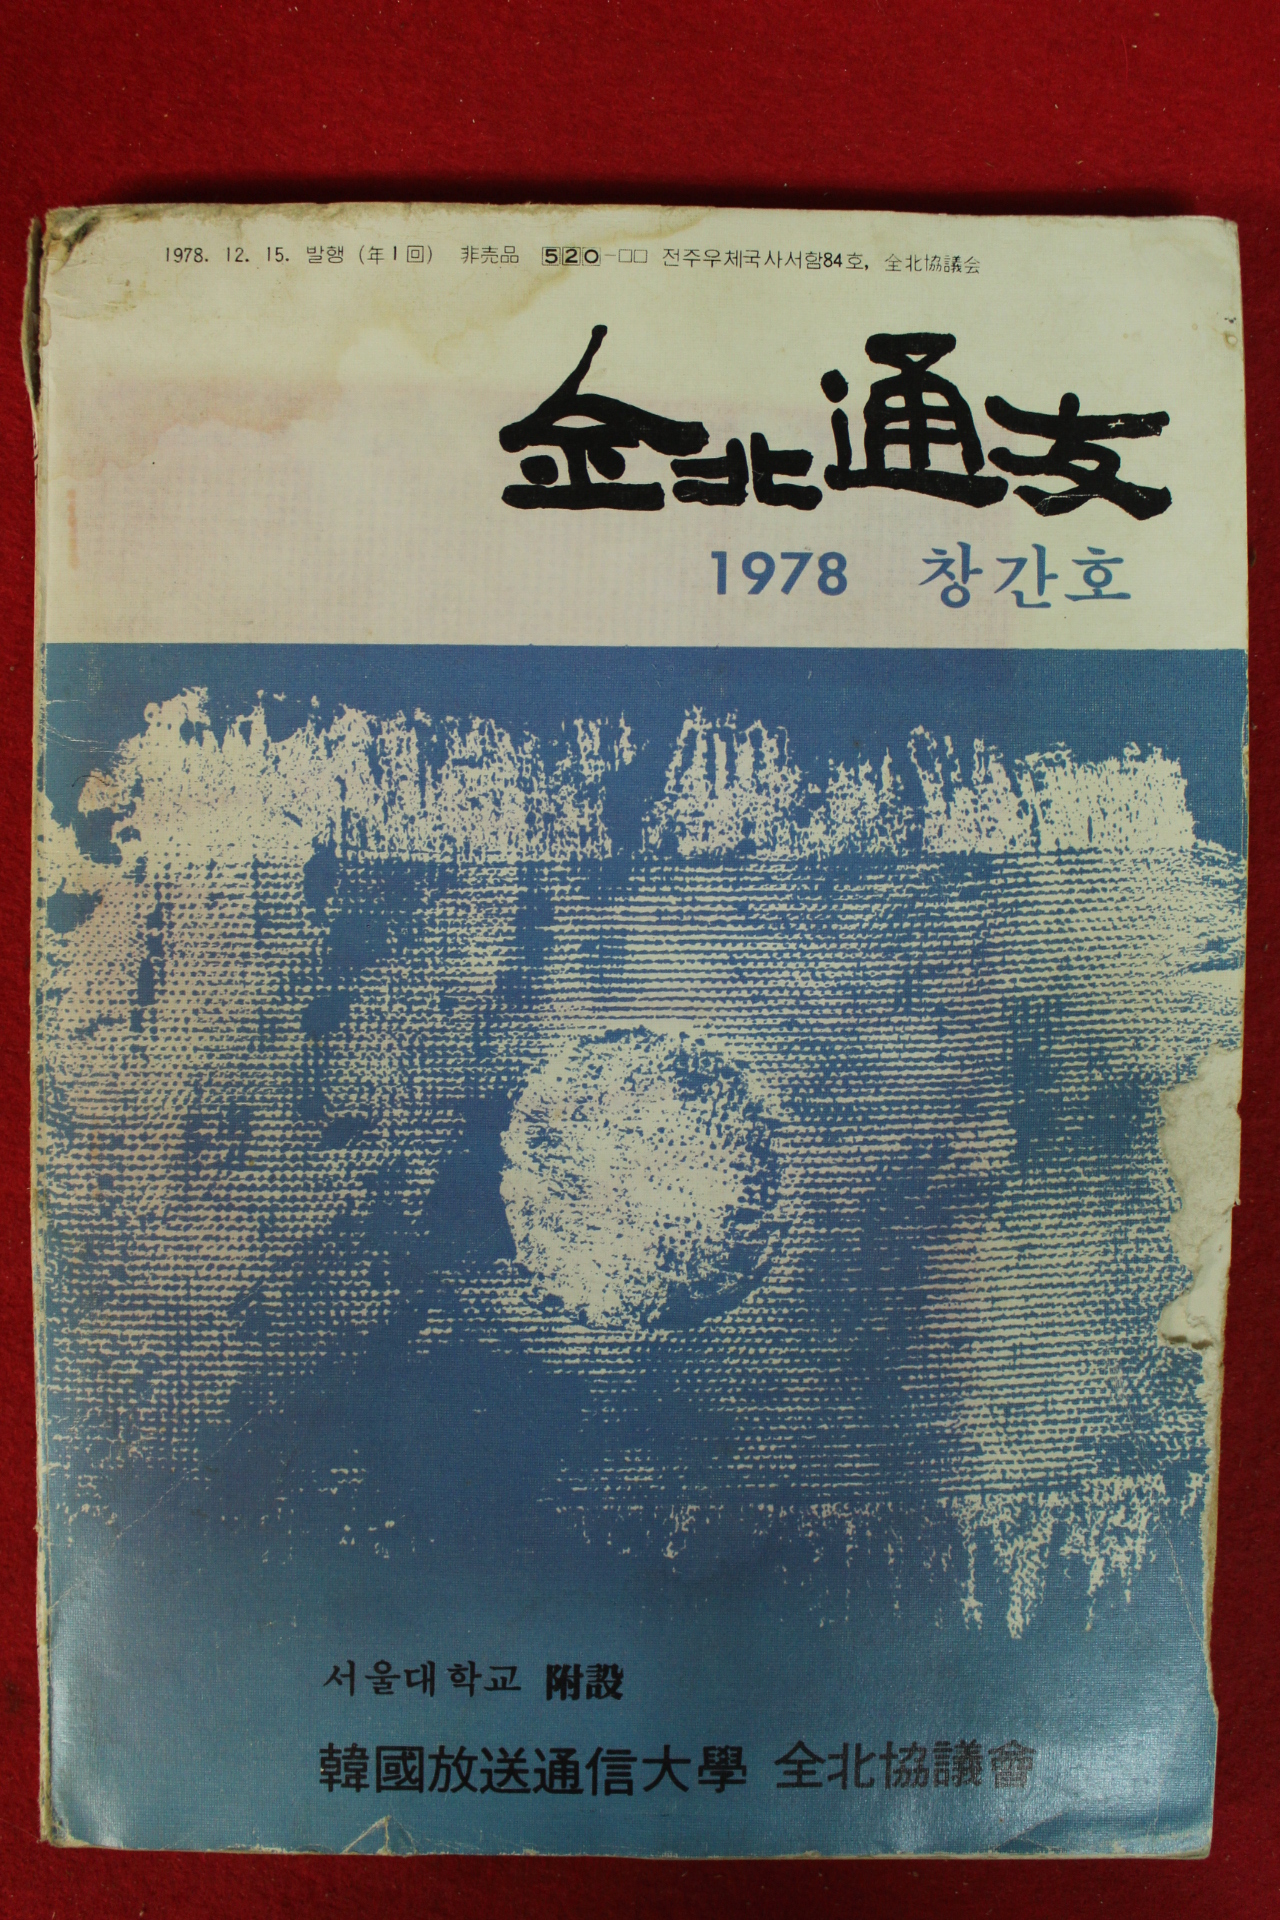 1978. 12. 15. 발행 (年 1 回) 非売品 520-□□ 전주우체국사서함84호, 全北協議会
全北通友
1978 창간호
서울대학교 附設
韓國放送通信大學 全北協議會